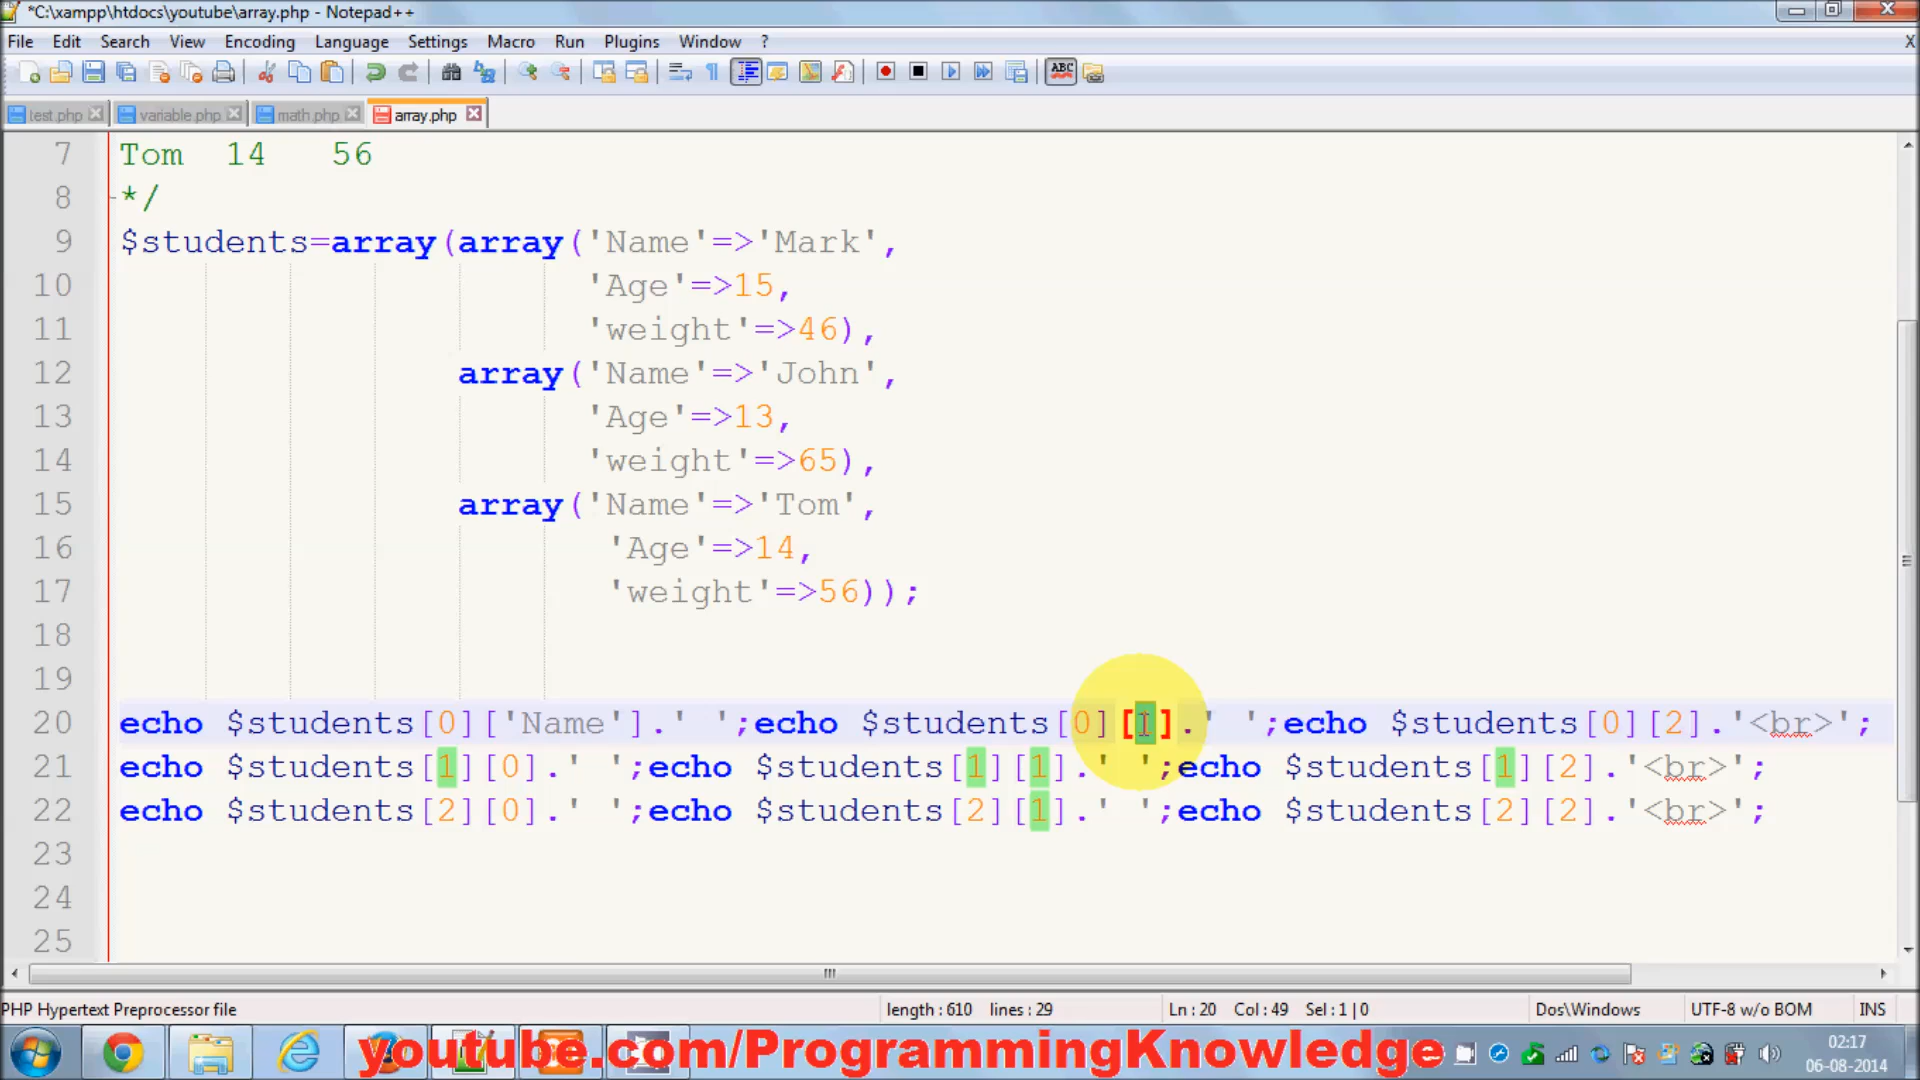 *C:\xampp\htdocs\youtube\array.php - Notepad++
File Edit Search View Encoding Language Settings Macro Run Plugins Window ? X
ABC
test.php variable.php math.php array.php
7 Tom 14 56
8 */
9 $students=array(array('Name'=>'Mark',
10 'Age'=>15,
11 'weight'=>46),
12 array('Name'=>'John',
13 'Age'=>13,
14 'weight'=>65),
15 array('Name'=>'Tom',
16 'Age'=>14,
17 'weight'=>56));
18
19
20 echo $students[0]['Name'].' ';echo $students[0][1].' ';echo $students[0][2].'<br>';
21 echo $students[1][0].' ';echo $students[1][1].' ';echo $students[1][2].'<br>';
22 echo $students[2][0].' ';echo $students[2][1].' ';echo $students[2][2].'<br>';
23
24
25
PHP Hypertext Preprocessor file length : 610 lines : 29 Ln : 20 Col : 49 Sel : 1 | 0 Dos\Windows UTF-8 w/o BOM INS
youtube.com/ProgrammingKnowledge
02:17
06-08-2014